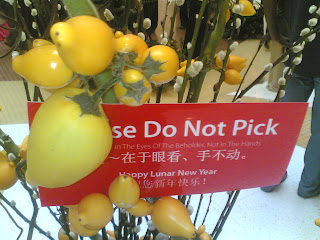 se Do Not Pick
In The Eyes Of The Beholder, Not In The Hands
~在于眼看、手不动。
Happy Lunar New Year
您新年快乐！